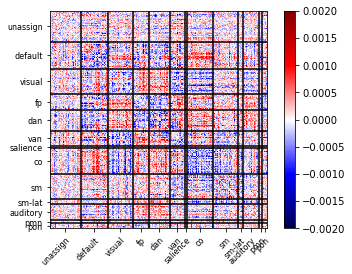 unassign
default
visual
fp
dan
van
salience
co
sm
sm-lat
auditory
pmn
pon
unassign
default
visual
fp
dan
van
salience
co
sm
sm-lat
auditory
0.0020
0.0015
0.0010
0.0005
0.0000
−0.0005
−0.0010
−0.0015
−0.0020